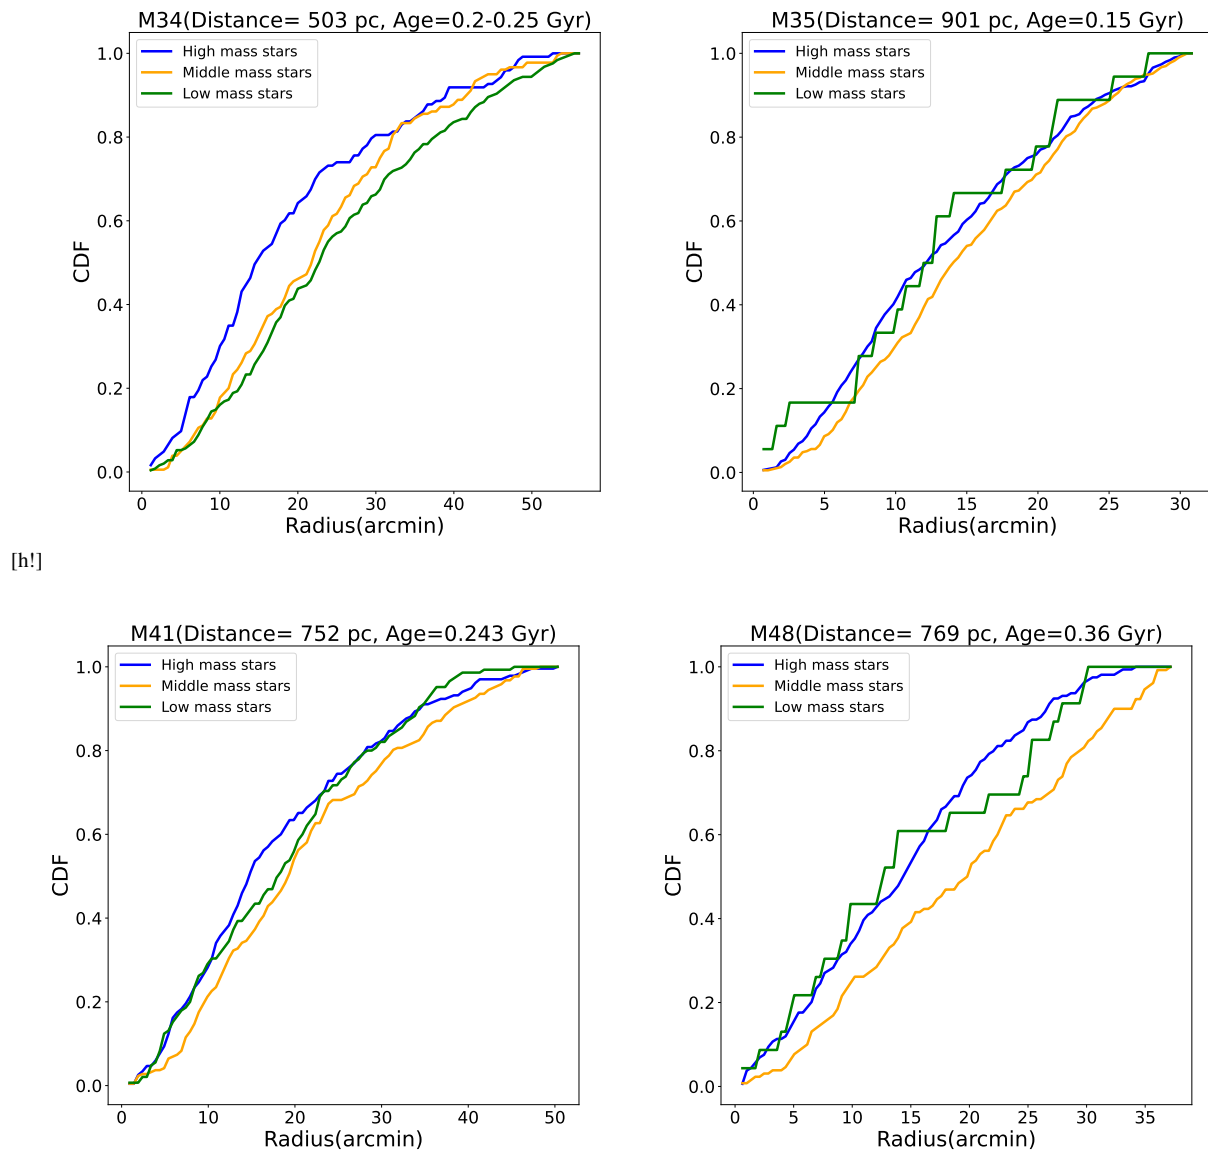 M34(Distance= 503 pc, Age=0.2-0.25 Gyr)
High mass stars
Middle mass stars
Low mass stars
1.0
0.8
0.6
0.4
0.2
0.0
CDF
0 10 20 30 40 50
Radius(arcmin)
M35(Distance= 901 pc, Age=0.15 Gyr)
High mass stars
Middle mass stars
Low mass stars
1.0
0.8
0.6
0.4
0.2
0.0
CDF
0 5 10 15 20 25 30
Radius(arcmin)
[h!]
M41(Distance= 752 pc, Age=0.243 Gyr)
High mass stars
Middle mass stars
Low mass stars
1.0
0.8
0.6
0.4
0.2
0.0
CDF
0 10 20 30 40 50
Radius(arcmin)
M48(Distance= 769 pc, Age=0.36 Gyr)
High mass stars
Middle mass stars
Low mass stars
1.0
0.8
0.6
0.4
0.2
0.0
CDF
0 5 10 15 20 25 30 35
Radius(arcmin)